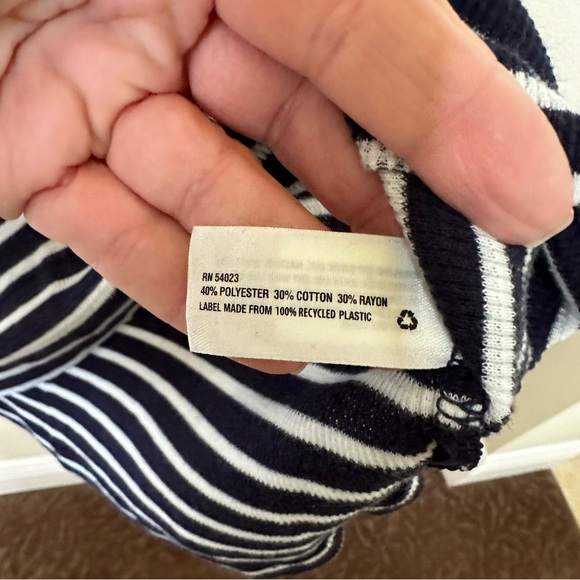 RN 54023
40% POLYESTER 30% COTTON 30% RAYON
LABEL MADE FROM 100% RECYCLED PLASTIC